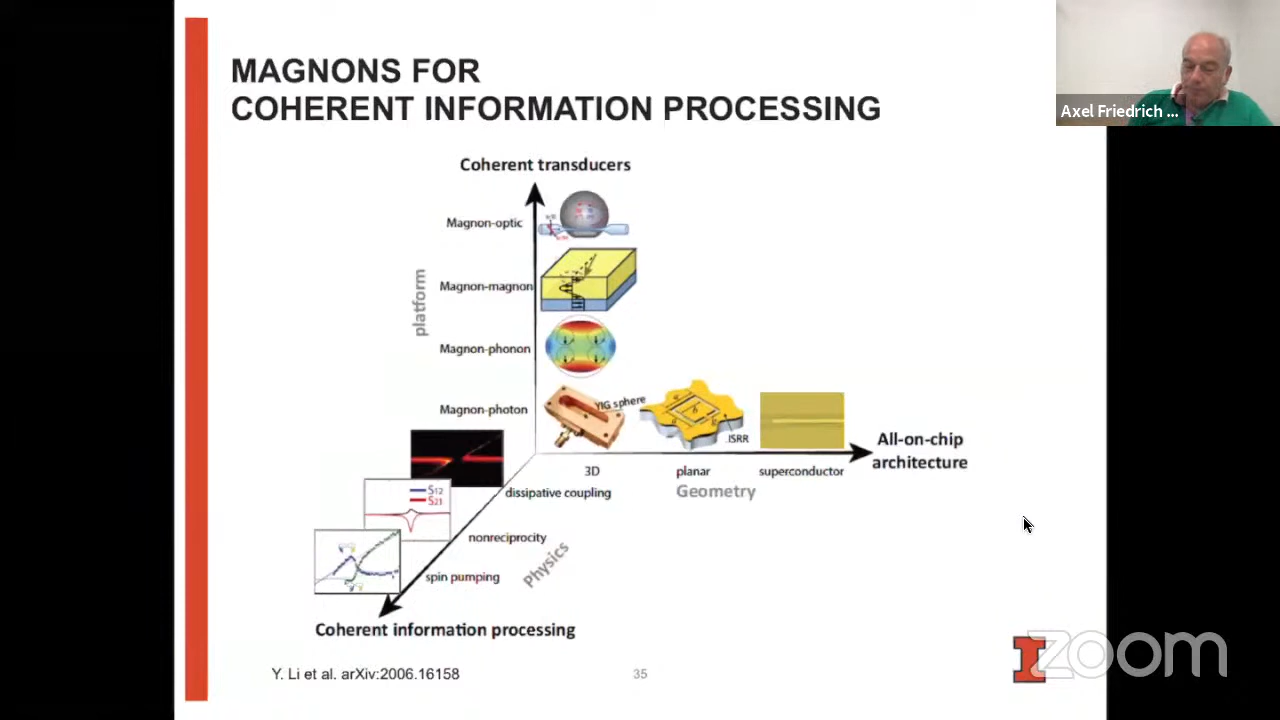 MAGNONS FOR
COHERENT INFORMATION PROCESSING
Axel Friedrich ...
Coherent transducers
Magnon-optic
platform
Magnon-magnon
Magnon-phonon
Magnon-photon
YIG sphere
ISRR
All-on-chip
architecture
3D
planar
superconductor
Geometry
dissipative coupling
S12
S21
nonreciprocity
Physics
spin pumping
Coherent information processing
Y. Li et al. arXiv:2006.16158
35
I
zoom